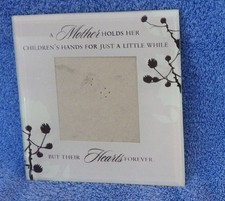 A Mother HOLDS HER
CHILDREN'S HANDS FOR JUST A LITTLE WHILE
BUT THEIR Hearts FOREVER